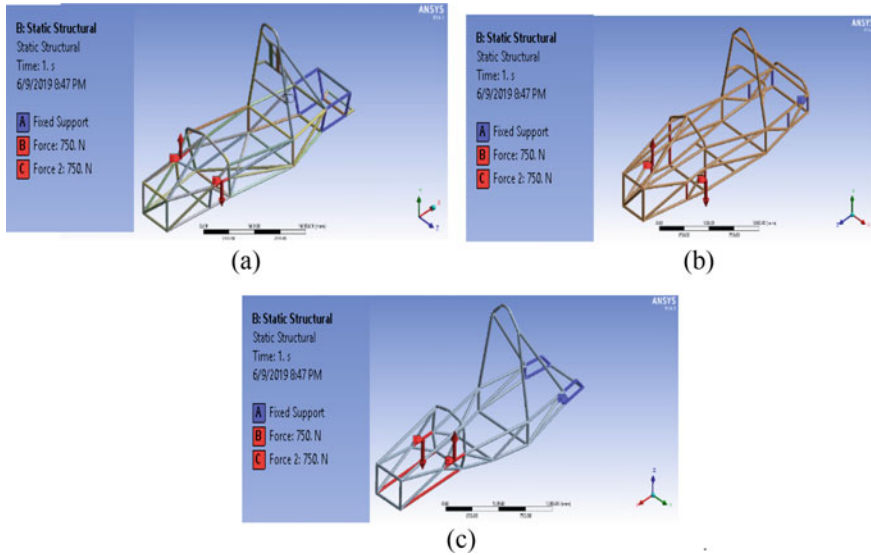 ANSYS
B: Static Structural
Static Structural
Time: 1. s
6/9/2019 8:47 PM
A Fixed Support
B Force: 750. N
C Force 2: 750. N
(a)
ANSYS
B: Static Structural
Static Structural
Time: 1. s
6/9/2019 8:47 PM
A Fixed Support
B Force: 750. N
C Force 2: 750. N
(b)
ANSYS
B: Static Structural
Static Structural
Time: 1. s
6/9/2019 8:47 PM
A Fixed Support
B Force: 750. N
C Force 2: 750. N
(c)